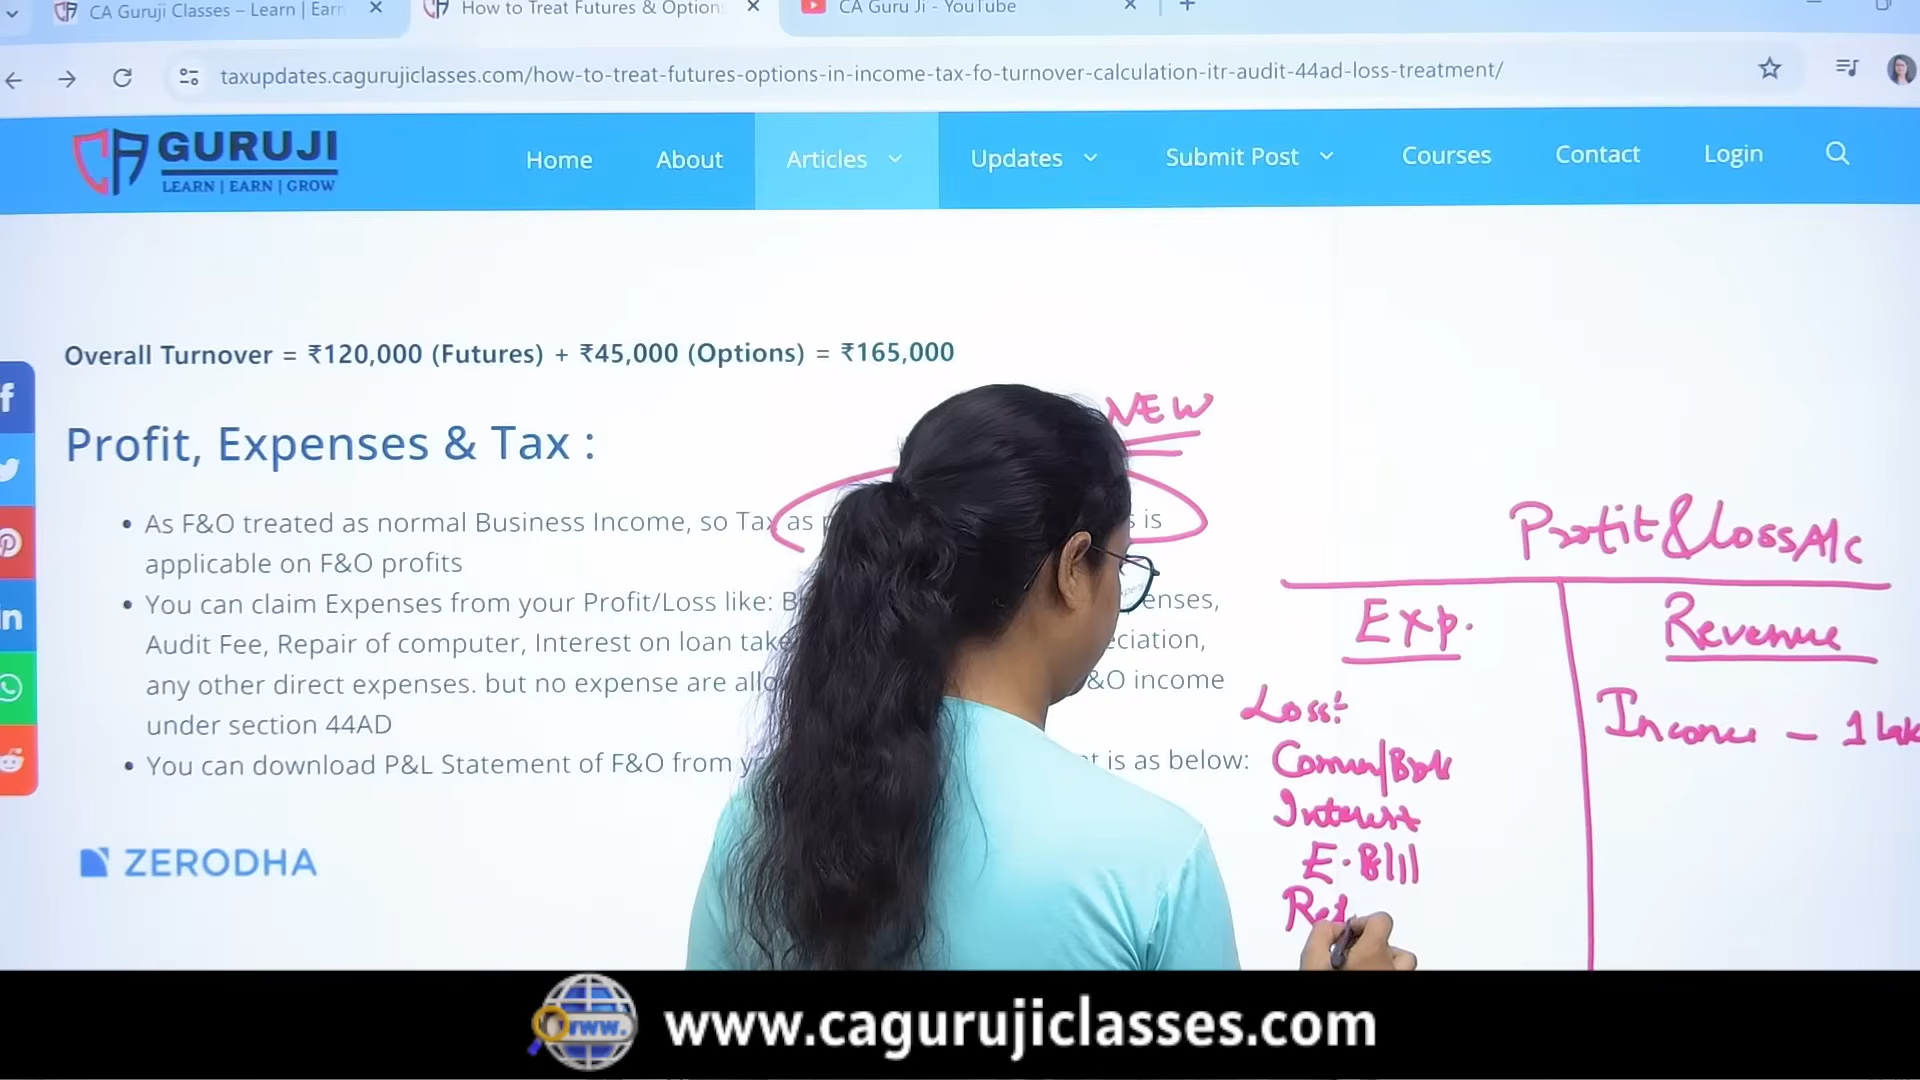 CA Guruji Classes – Learn | Earn
How to Treat Futures & Option
CA Guru Ji - YouTube
taxupdates.cagurujiclasses.com/how-to-treat-futures-options-in-income-tax-fo-turnover-calculation-itr-audit-44ad-loss-treatment/
CA GURUJI
LEARN | EARN | GROW
Home
About
Articles
Updates
Submit Post
Courses
Contact
Login
Overall Turnover = ₹120,000 (Futures) + ₹45,000 (Options) = ₹165,000
NEW
Profit, Expenses & Tax :
• As F&O treated as normal Business Income, so Tax as is
applicable on F&O profits
• You can claim Expenses from your Profit/Loss like:
Audit Fee, Repair of computer, Interest on loan
any other direct expenses. but no expense are F&O income
under section 44AD
• You can download P&L Statement of F&O from is as below:
ZERODHA
Profit & Loss A/c
Exp.
Revenue
Loss:
Income - 1 lak
Interest
E. Bill
www.cagurujiclasses.com